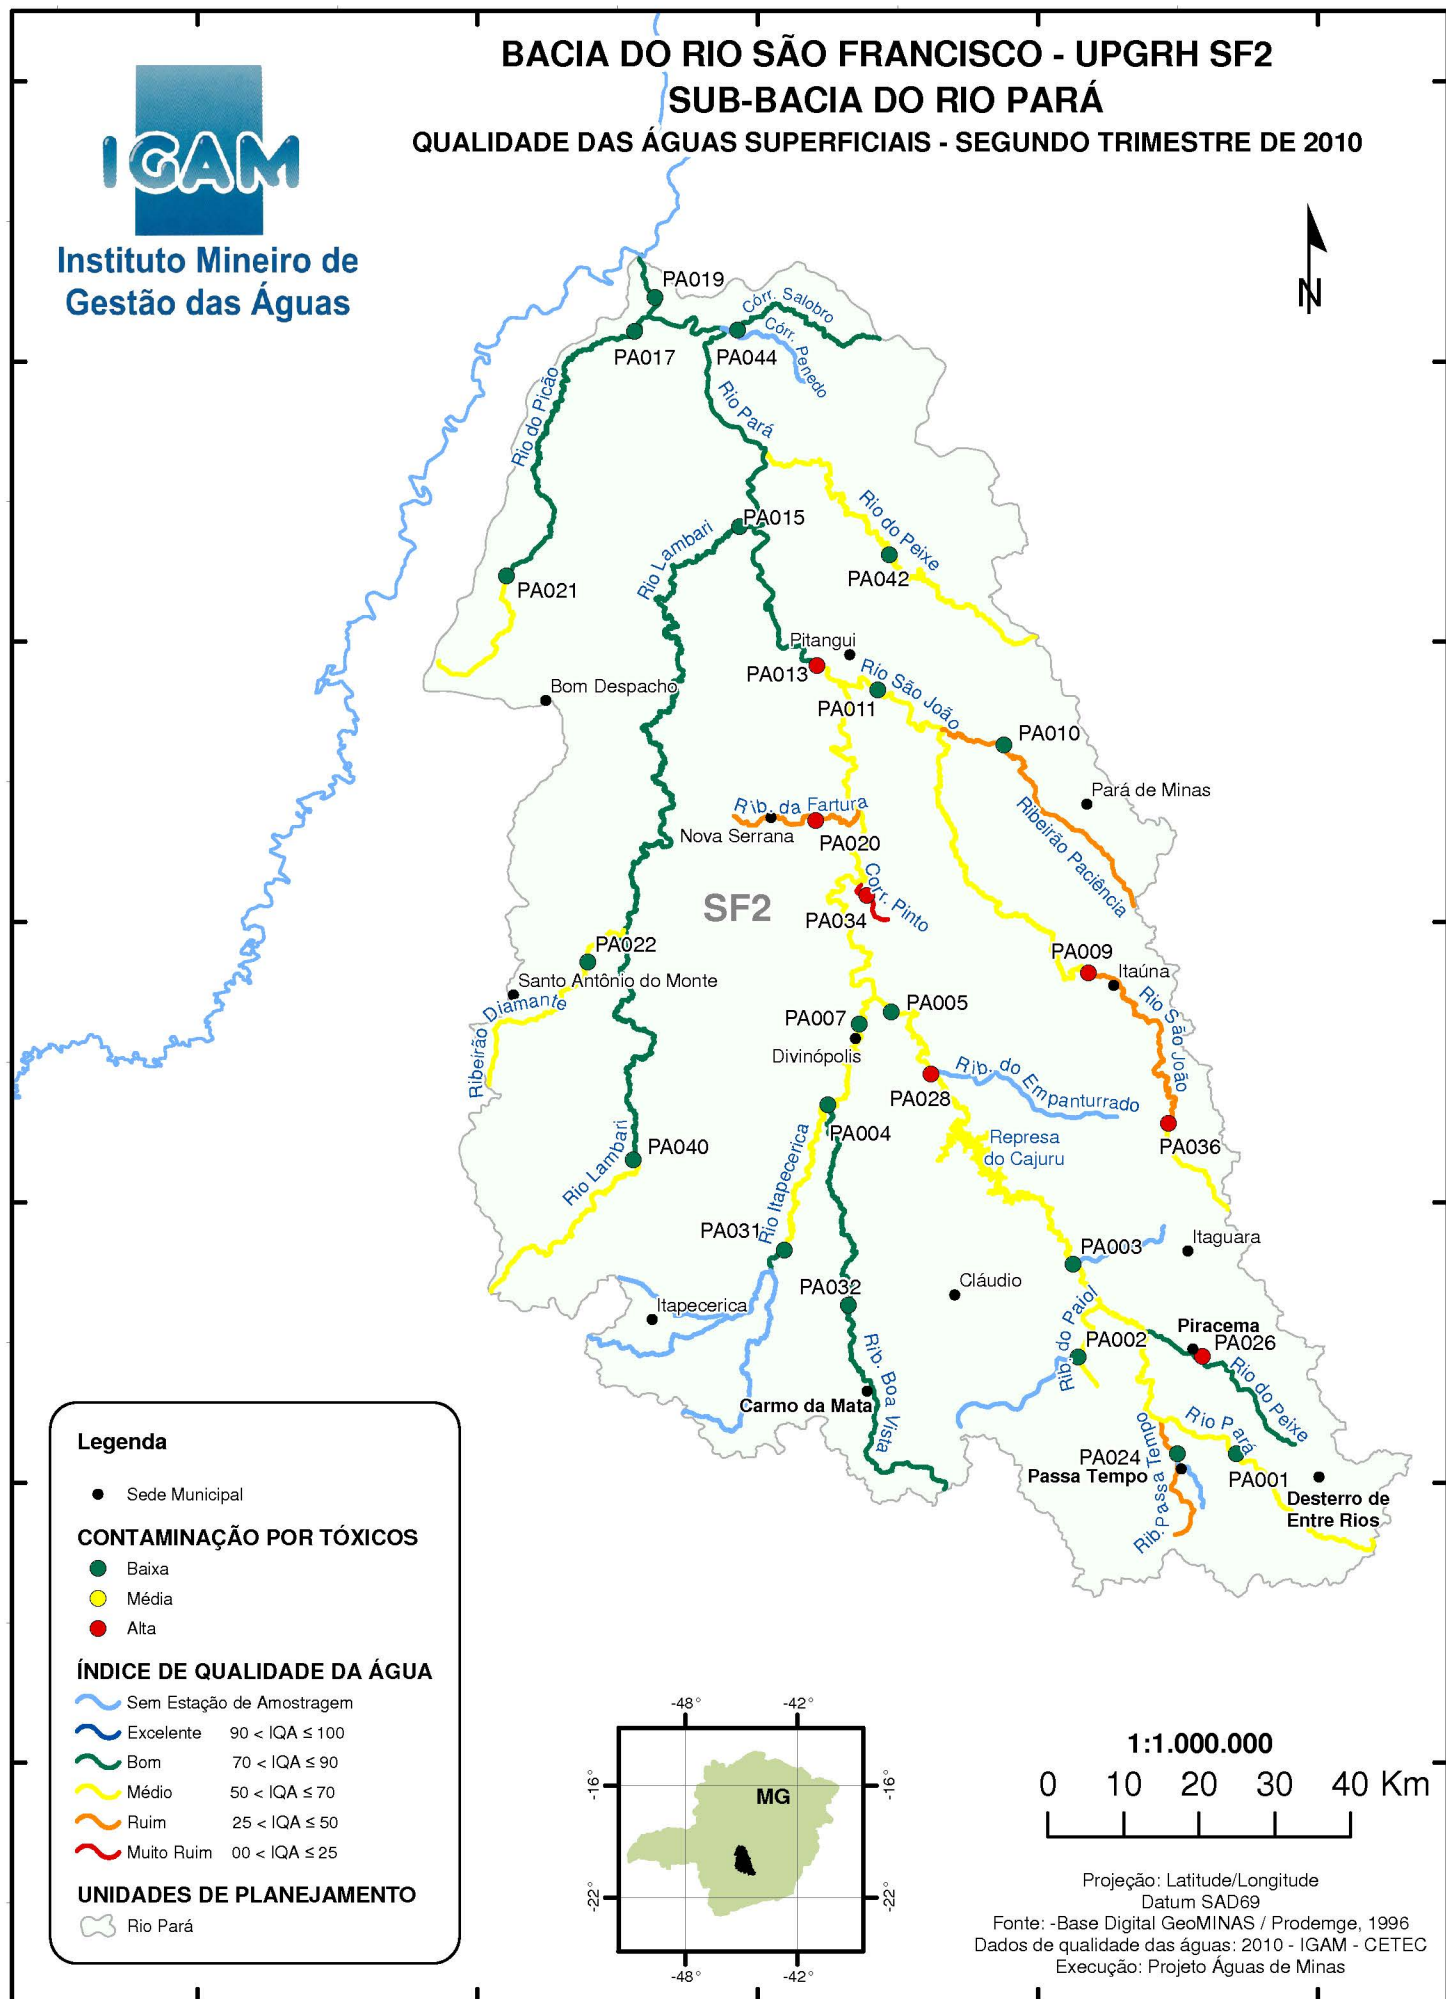 BACIA DO RIO SÃO FRANCISCO - UPGRH SF2
SUB-BACIA DO RIO PARÁ
QUALIDADE DAS ÁGUAS SUPERFICIAIS - SEGUNDO TRIMESTRE DE 2010
IGAM
Instituto Mineiro de
Gestão das Águas
N
PA019
Córr. Salobro
PA017
PA044
Córr. Penedo
Rio do Picão
Rio Pará
PA015
Rio Lambari
Rio do Peixe
PA042
PA021
Pitangui
PA013
Rio São João
Bom Despacho
PA011
PA010
Pará de Minas
Rib. da Fartura
Nova Serrana
PA020
Ribeirão Paciência
Corr. Pinto
SF2
PA034
PA022
PA009
Itaúna
Santo Antônio do Monte
Ribeirão Diamante
PA005
Rio São João
PA007
Divinópolis
Rib. do Empanturrado
PA028
PA004
PA036
Represa
do Cajuru
PA040
Rio Lambari
Rio Itapecerica
PA031
PA003
Itaguara
PA032
Cláudio
Itapecerica
Rib. do Paiol
Piracema
PA002
PA026
Rio do Peixe
Rib. Boa Vista
Carmo da Mata
Rio Pará
PA024
Passa Tempo
Rib. Passa Tempo
PA001
Desterro de
Entre Rios
Legenda
Sede Municipal
CONTAMINAÇÃO POR TÓXICOS
Baixa
Média
Alta
ÍNDICE DE QUALIDADE DA ÁGUA
Sem Estação de Amostragem
Excelente 90 < IQA ≤ 100
Bom 70 < IQA ≤ 90
Médio 50 < IQA ≤ 70
Ruim 25 < IQA ≤ 50
Muito Ruim 00 < IQA ≤ 25
UNIDADES DE PLANEJAMENTO
Rio Pará
-48° -42°
-16° -16°
MG
-22° -22°
-48° -42°
1:1.000.000
0 10 20 30 40 Km
Projeção: Latitude/Longitude
Datum SAD69
Fonte: -Base Digital GeoMINAS / Prodemge, 1996
Dados de qualidade das águas: 2010 - IGAM - CETEC
Execução: Projeto Águas de Minas